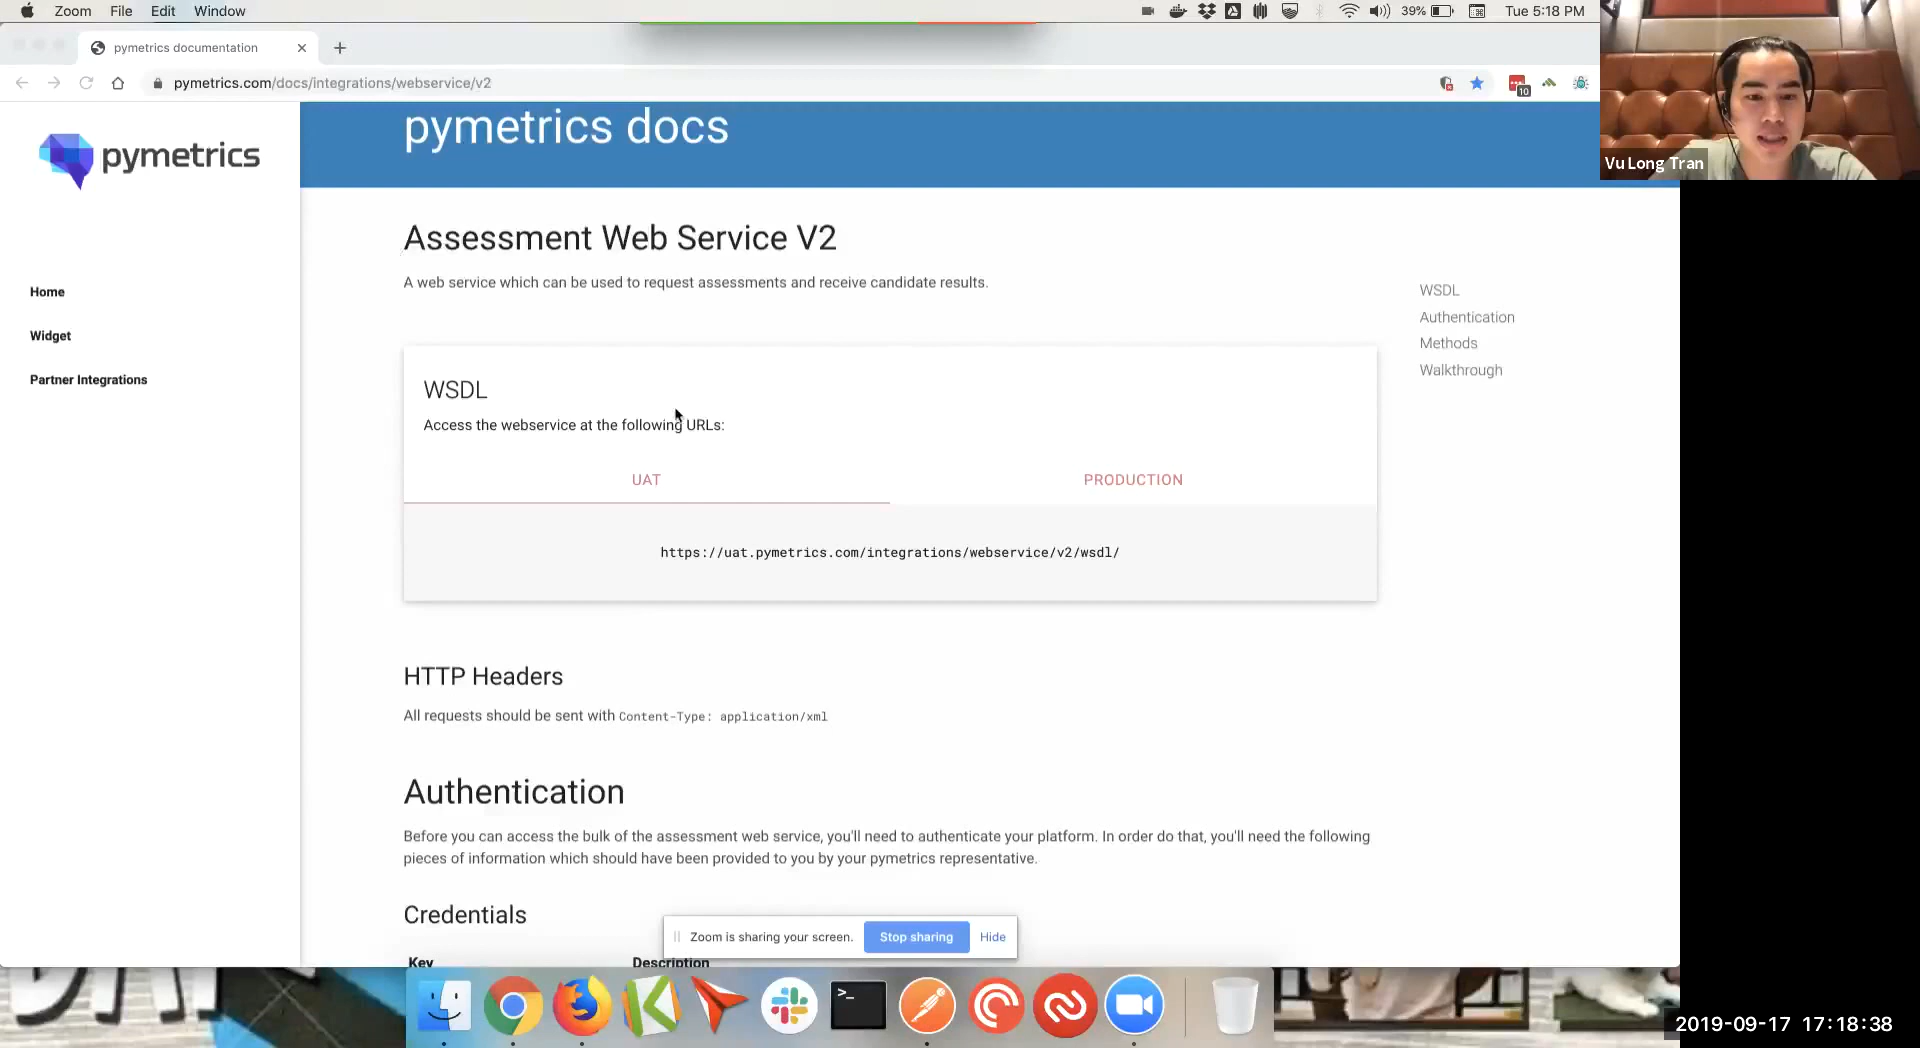 Zoom File Edit Window
39% Tue 5:18 PM
pymetrics documentation
pymetrics.com/docs/integrations/webservice/v2
10
Vu Long Tran
pymetrics
pymetrics docs
Home
Widget
Partner Integrations
Assessment Web Service V2
A web service which can be used to request assessments and receive candidate results.
WSDL
Authentication
Methods
Walkthrough
WSDL
Access the webservice at the following URLs:
UAT PRODUCTION
https://uat.pymetrics.com/integrations/webservice/v2/wsdl/
HTTP Headers
All requests should be sent with Content-Type: application/xml
Authentication
Before you can access the bulk of the assessment web service, you'll need to authenticate your platform. In order do that, you'll need the following
pieces of information which should have been provided to you by your pymetrics representative.
Credentials
Key Description
Zoom is sharing your screen. Stop sharing Hide
2019-09-17 17:18:38